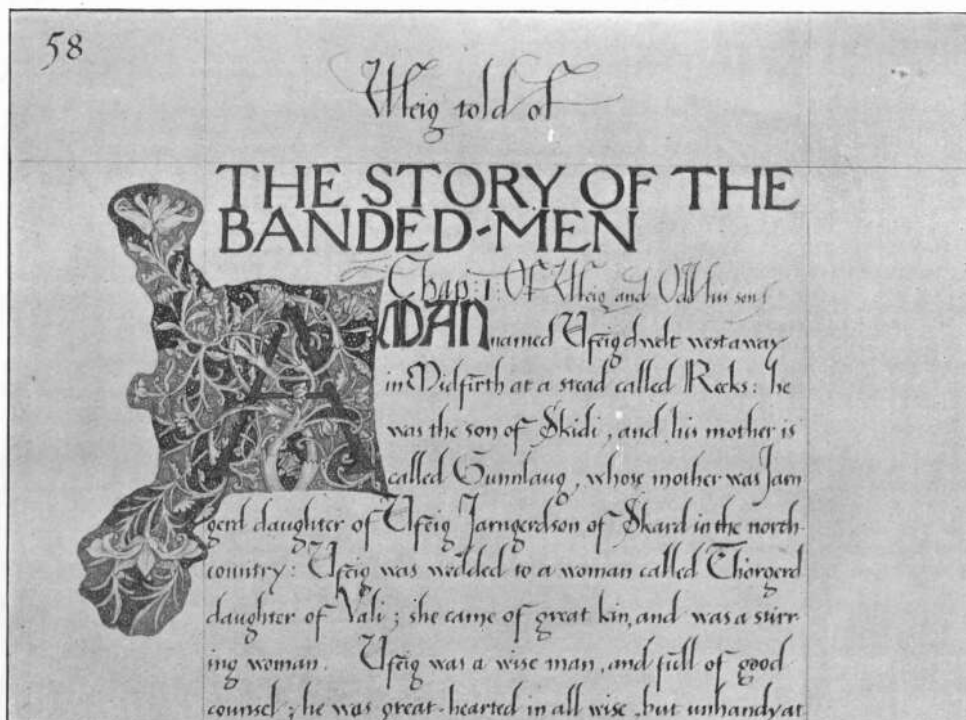 58
Ufeig told of
THE STORY OF THE
BANDED-MEN
Chap: 1. Of Ufeig and Odd his son.
A MAN
named Ufeig dwelt west away
in Midfirth at a stead called Reeks: he
was the son of Skidi, and his mother is
called Gunnlaug, whose mother was Jarn
gerd daughter of Ufeig Jarngerdson of Skard in the north
country: Ufeig was wedded to a woman called Thorgerd
daughter of Vali; she came of great kin, and was a stirr-
ing woman. Ufeig was a wise man, and full of good
counsel; he was great-hearted in all wise, but unhandy at